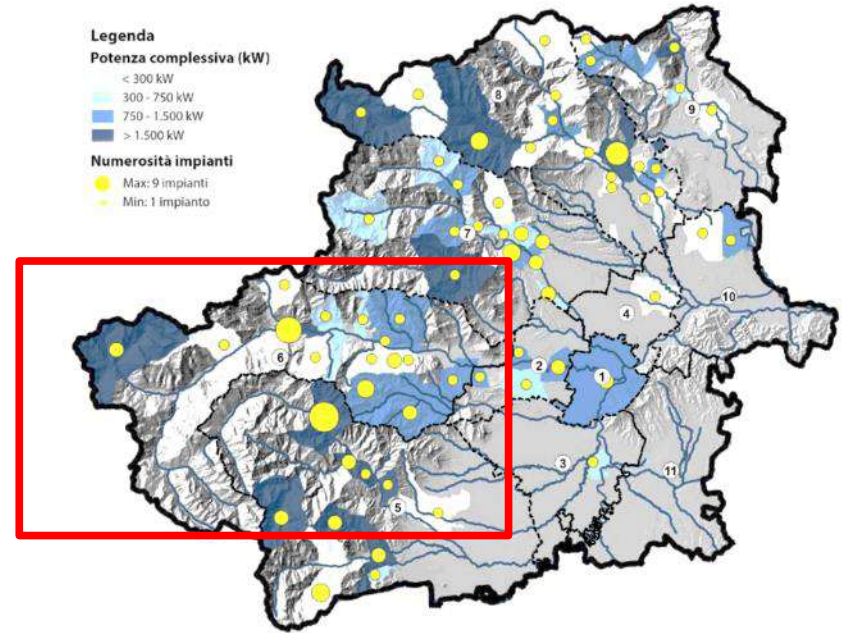 Legenda
Potenza complessiva (kW)
< 300 kW
300 - 750 kW
750 - 1.500 kW
> 1.500 kW
Numerosità impianti
Max: 9 impianti
Min: 1 impianto
8
9
7
10
4
6
2
1
3
11
5